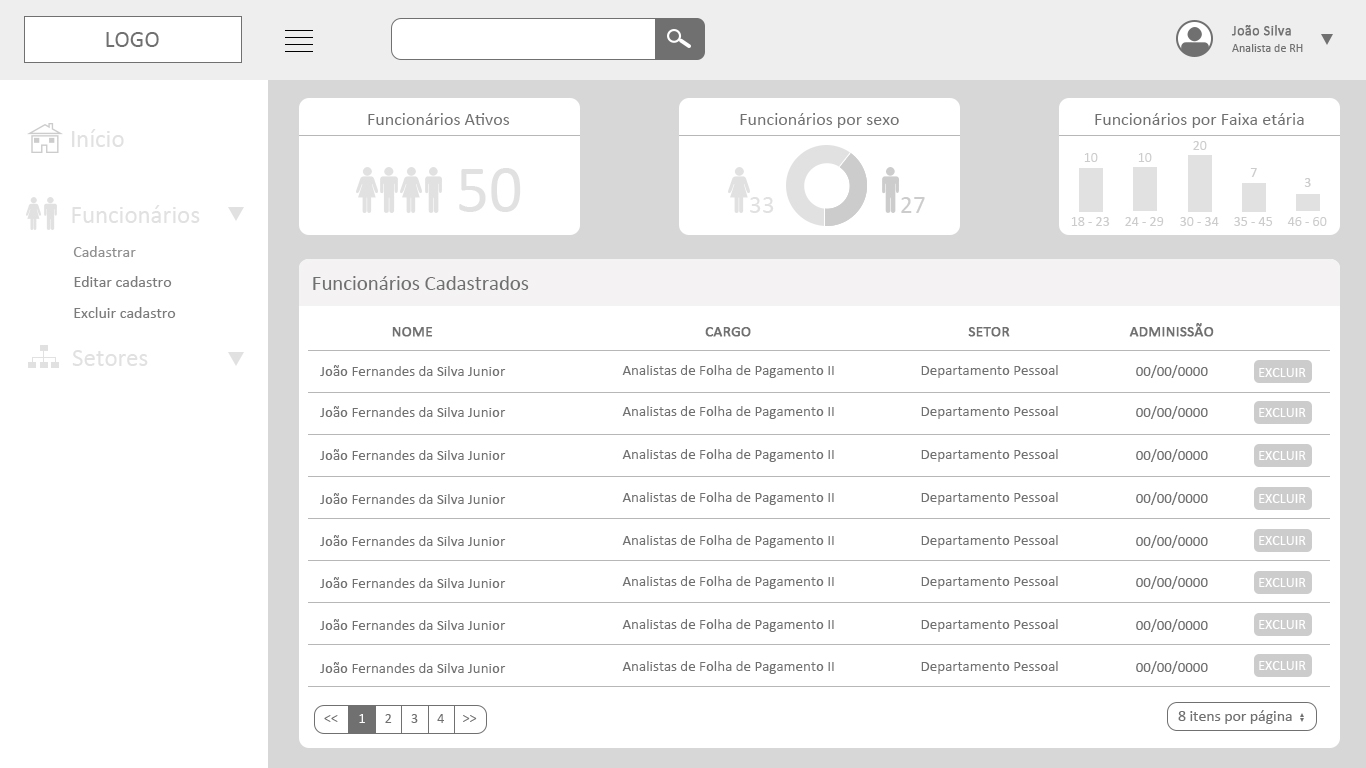 LOGO
João Silva
Analista de RH
Início
Funcionários
Cadastrar
Editar cadastro
Excluir cadastro
Setores
Funcionários Ativos
50
Funcionários por sexo
33
27
Funcionários por Faixa etária
10 10 20 7 3
18 - 23 24 - 29 30 - 34 35 - 45 46 - 60
Funcionários Cadastrados
NOME CARGO SETOR ADMINISSÃO
João Fernandes da Silva Junior Analistas de Folha de Pagamento II Departamento Pessoal 00/00/0000 EXCLUIR
João Fernandes da Silva Junior Analistas de Folha de Pagamento II Departamento Pessoal 00/00/0000 EXCLUIR
João Fernandes da Silva Junior Analistas de Folha de Pagamento II Departamento Pessoal 00/00/0000 EXCLUIR
João Fernandes da Silva Junior Analistas de Folha de Pagamento II Departamento Pessoal 00/00/0000 EXCLUIR
João Fernandes da Silva Junior Analistas de Folha de Pagamento II Departamento Pessoal 00/00/0000 EXCLUIR
João Fernandes da Silva Junior Analistas de Folha de Pagamento II Departamento Pessoal 00/00/0000 EXCLUIR
João Fernandes da Silva Junior Analistas de Folha de Pagamento II Departamento Pessoal 00/00/0000 EXCLUIR
João Fernandes da Silva Junior Analistas de Folha de Pagamento II Departamento Pessoal 00/00/0000 EXCLUIR
<< 1 2 3 4 >>
8 itens por página